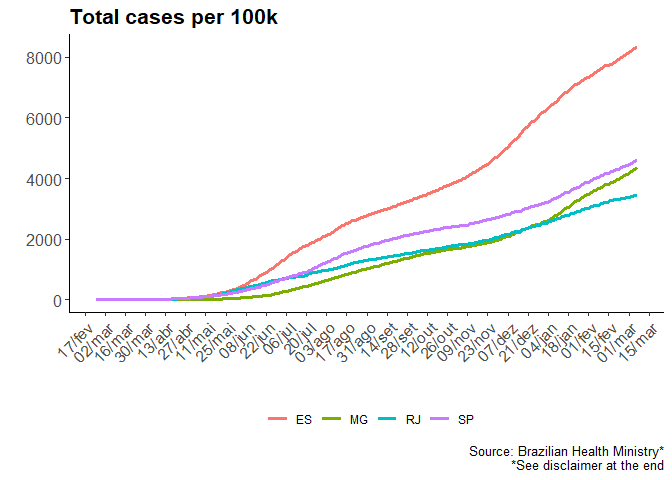 Total cases per 100k
8000
6000
4000
2000
0
17/fev
02/mar
16/mar
30/mar
13/abr
27/abr
11/mai
25/mai
08/jun
22/jun
06/jul
20/jul
03/ago
17/ago
31/ago
14/set
28/set
12/out
26/out
09/nov
23/nov
07/dez
21/dez
04/jan
18/jan
01/fev
15/fev
01/mar
15/mar
ES MG RJ SP
Source: Brazilian Health Ministry*
*See disclaimer at the end